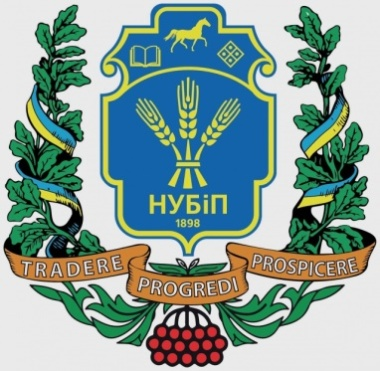 НУБіП
1898
TRADERE PROGREDI PROSPICERE